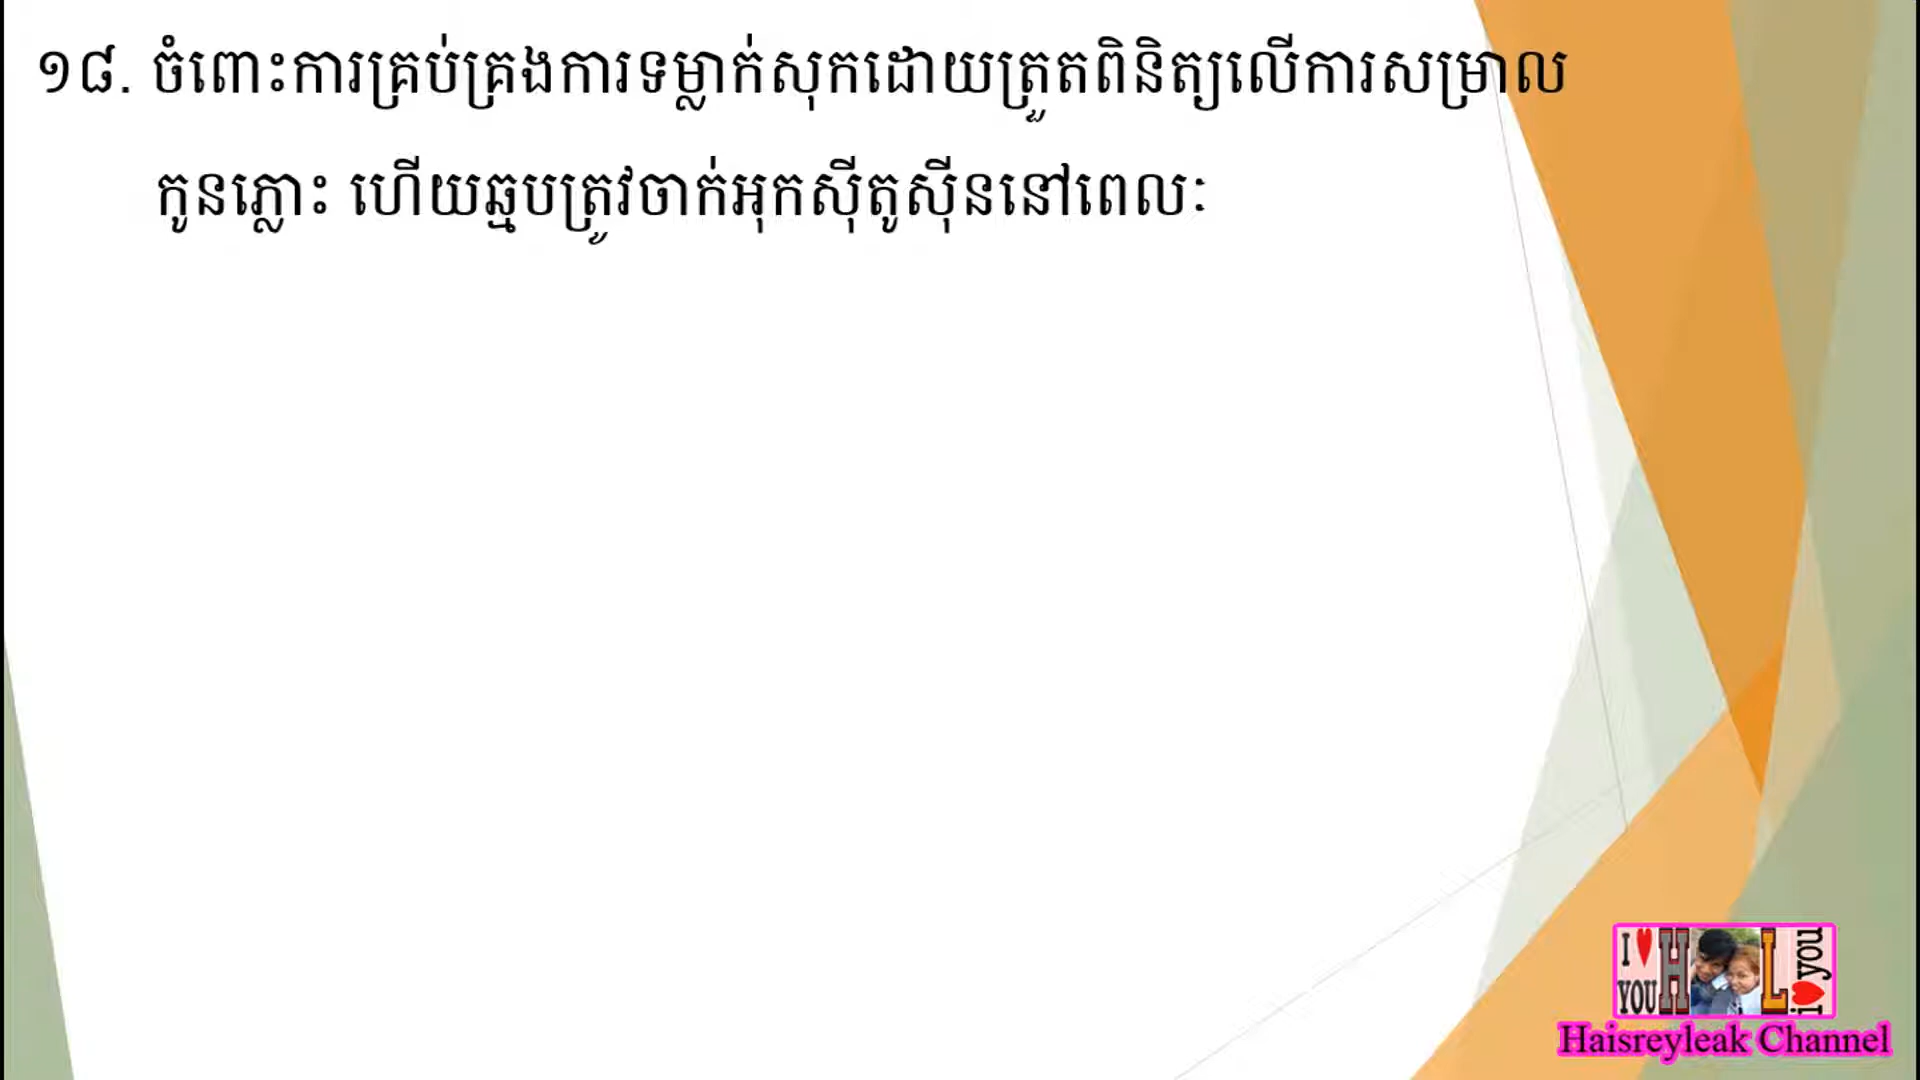 ១៨. ចំពោះការគ្រប់គ្រងការទម្លាក់សុកដោយត្រួតពិនិត្យលើការសម្រាល
កូនភ្លោះ ហើយឆ្មបត្រូវចាក់អុកស៊ីតូស៊ីននៅពេលៈ
I ♥ YOU H L i ♥ you
Haisreyleak Channel